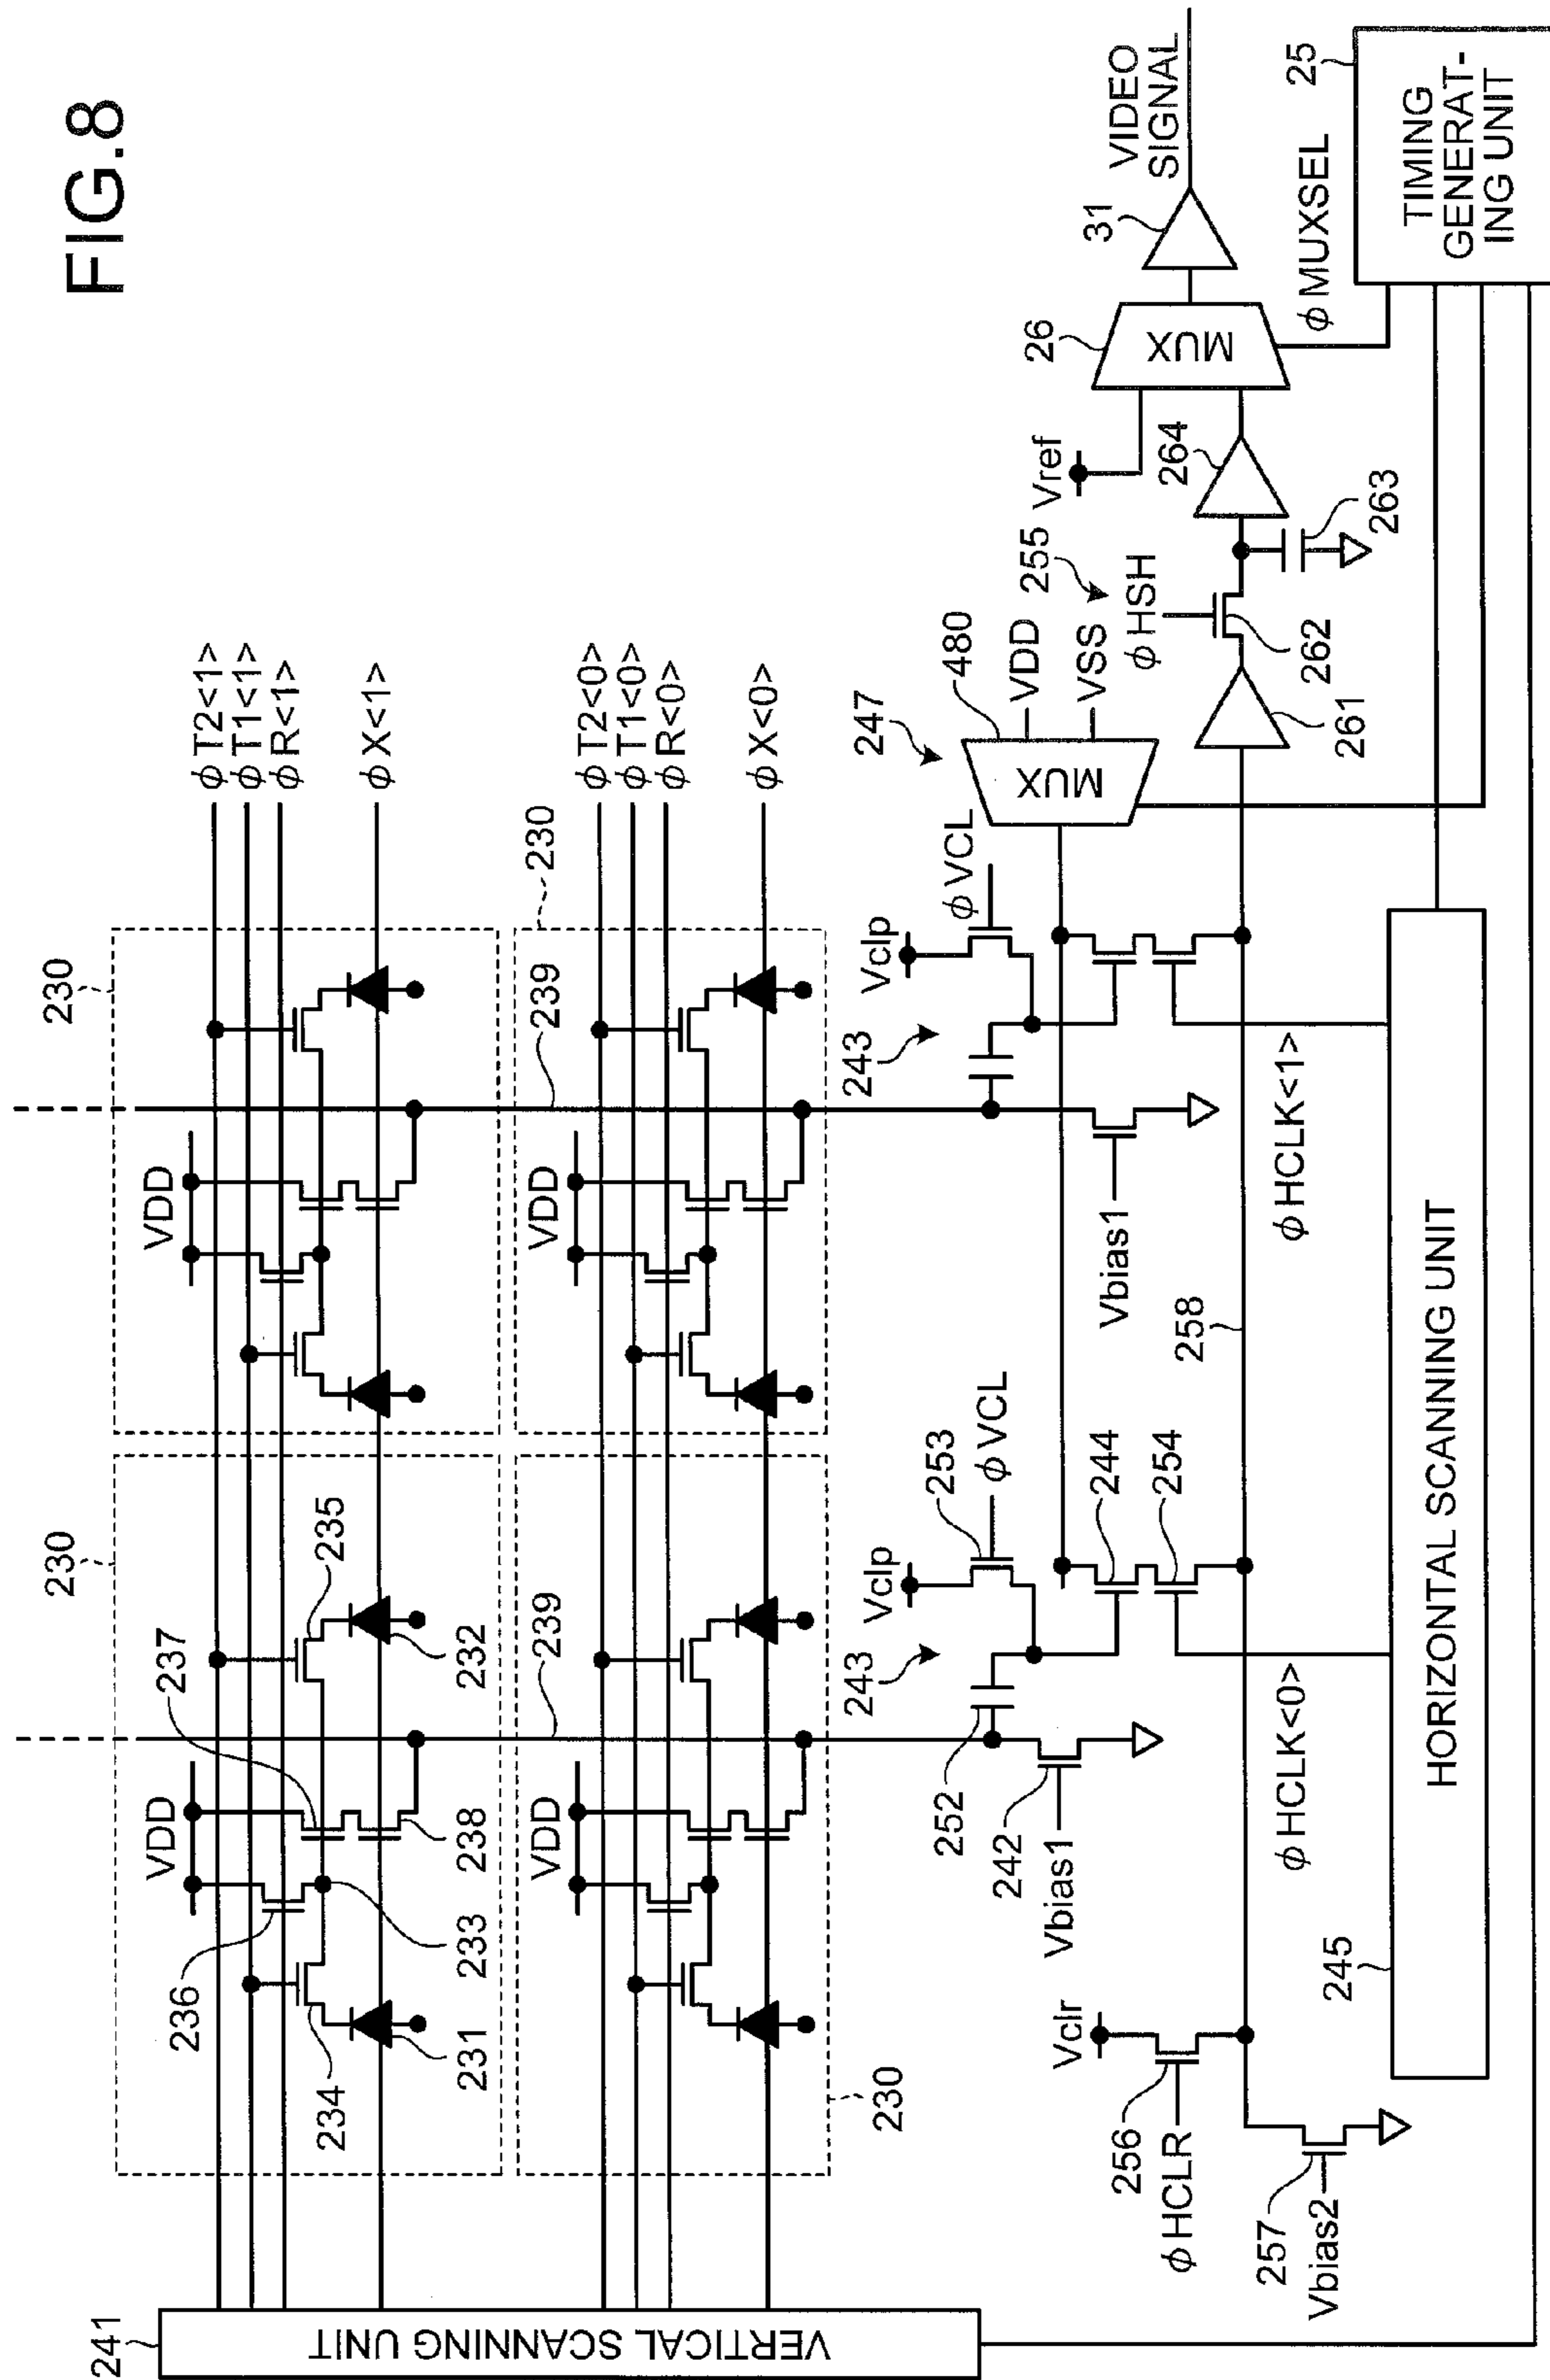 FIG.8
241
VERTICAL SCANNING UNIT
230
230
φT2<1>
φT1<1>
φR<1>
φX<1>
VDD
VDD
236
237
235
234
231
233
238
232
239
239
230
230
φT2<0>
φT1<0>
φR<0>
φX<0>
VDD
VDD
243
Vclp
253
φVCL
252
242
Vbias1
244
254
243
Vclp
φVCL
Vbias1
247
MUX
480
VDD
VSS
255
φHSH
Vref
26
MUX
31
VIDEO
SIGNAL
φMUXSEL
25
TIMING
GENERAT-
ING UNIT
261
262
263
264
Vclr
256
φHCLR
257
Vbias2
258
φHCLK<0>
φHCLK<1>
245
HORIZONTAL SCANNING UNIT